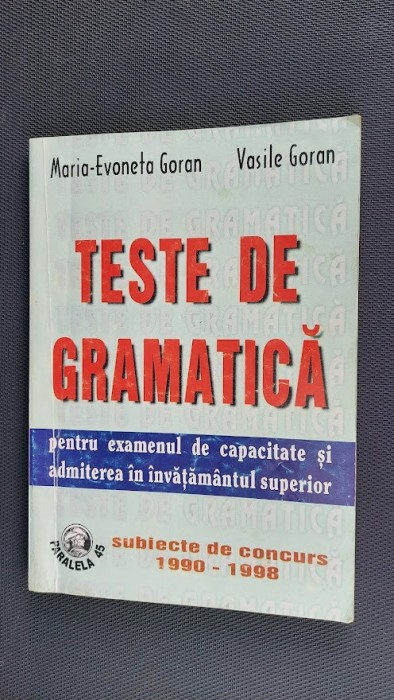 Maria-Evoneta Goran Vasile Goran
TESTE DE
GRAMATICĂ
pentru examenul de capacitate și
admiterea în învățământul superior
PARALELA 45
subiecte de concurs
1990 - 1998